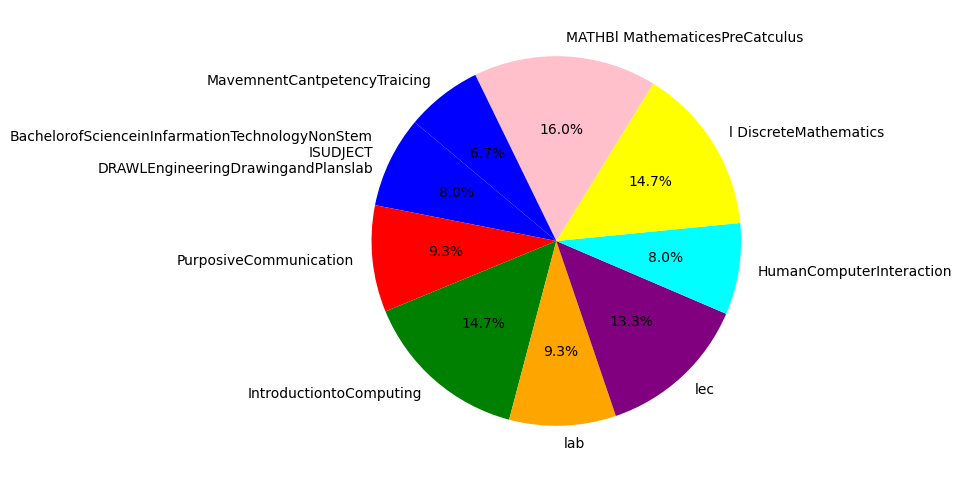 MATHBl MathematicesPreCatculus
MavemnentCantpetencyTraicing
16.0%
l DiscreteMathematics
BachelorofScienceinInfarmationTechnologyNonStem
ISUDJECT
DRAWLEngineeringDrawingandPlanslab
6.7%
14.7%
8.0%
PurposiveCommunication
9.3%
8.0%
HumanComputerInteraction
14.7%
13.3%
9.3%
IntroductiontoComputing
lec
lab